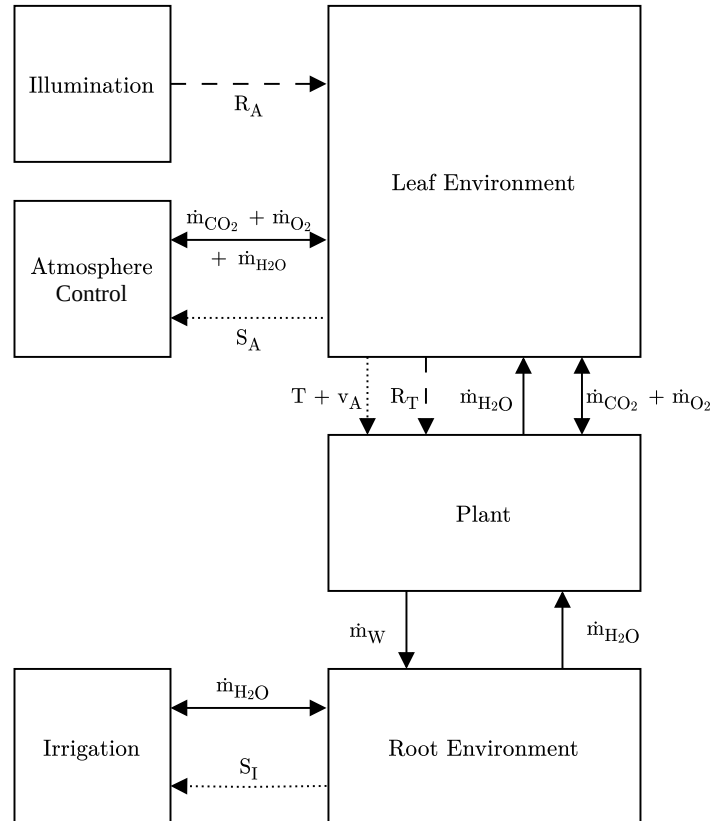 Illumination
R_A
Leaf Environment
ṁ_CO₂ + ṁ_O₂
+ ṁ_H₂O
Atmosphere
Control
S_A
T + v_A
R_T
ṁ_H₂O
ṁ_CO₂ + ṁ_O₂
Plant
ṁ_W
ṁ_H₂O
ṁ_H₂O
Irrigation
Root Environment
S_I